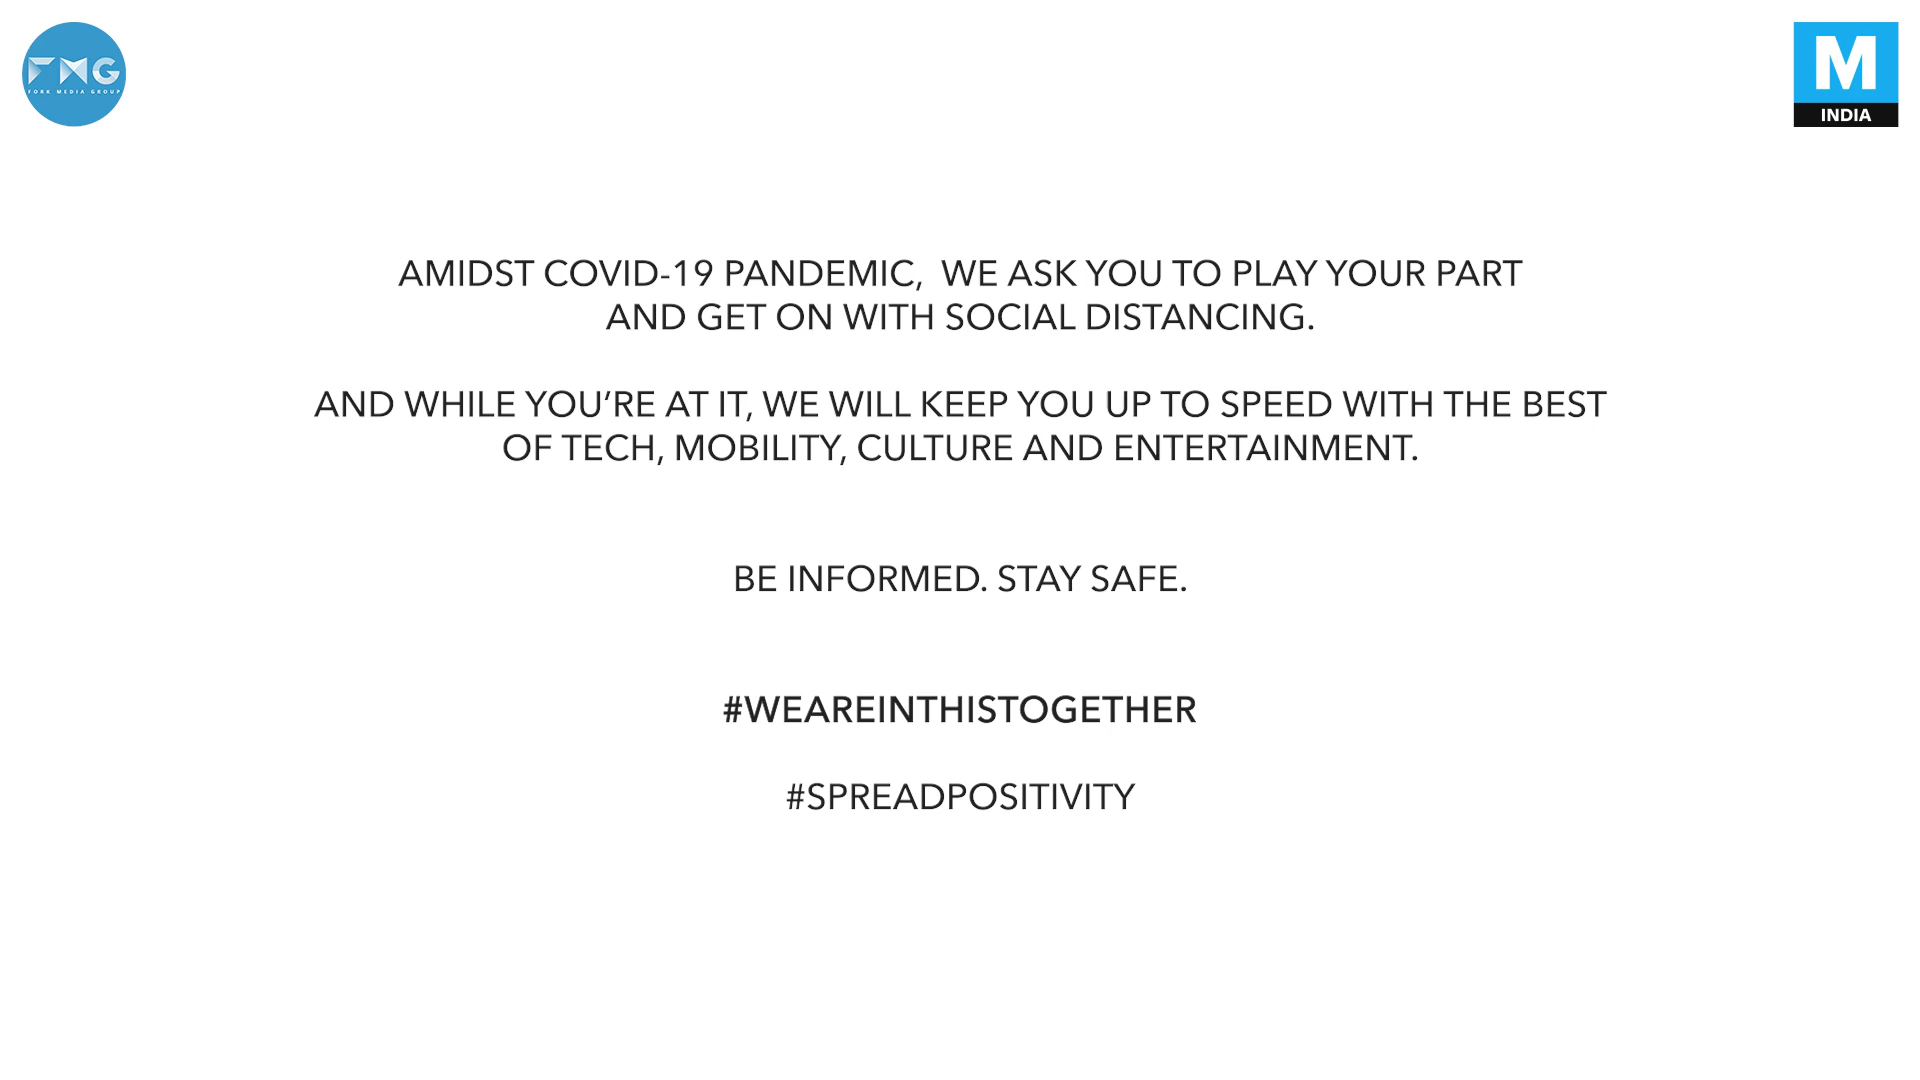 FMG
FORK MEDIA GROUP
M
INDIA
AMIDST COVID-19 PANDEMIC,  WE ASK YOU TO PLAY YOUR PART
AND GET ON WITH SOCIAL DISTANCING.
AND WHILE YOU’RE AT IT, WE WILL KEEP YOU UP TO SPEED WITH THE BEST
OF TECH, MOBILITY, CULTURE AND ENTERTAINMENT.
BE INFORMED. STAY SAFE.
#WEAREINTHISTOGETHER
#SPREADPOSITIVITY